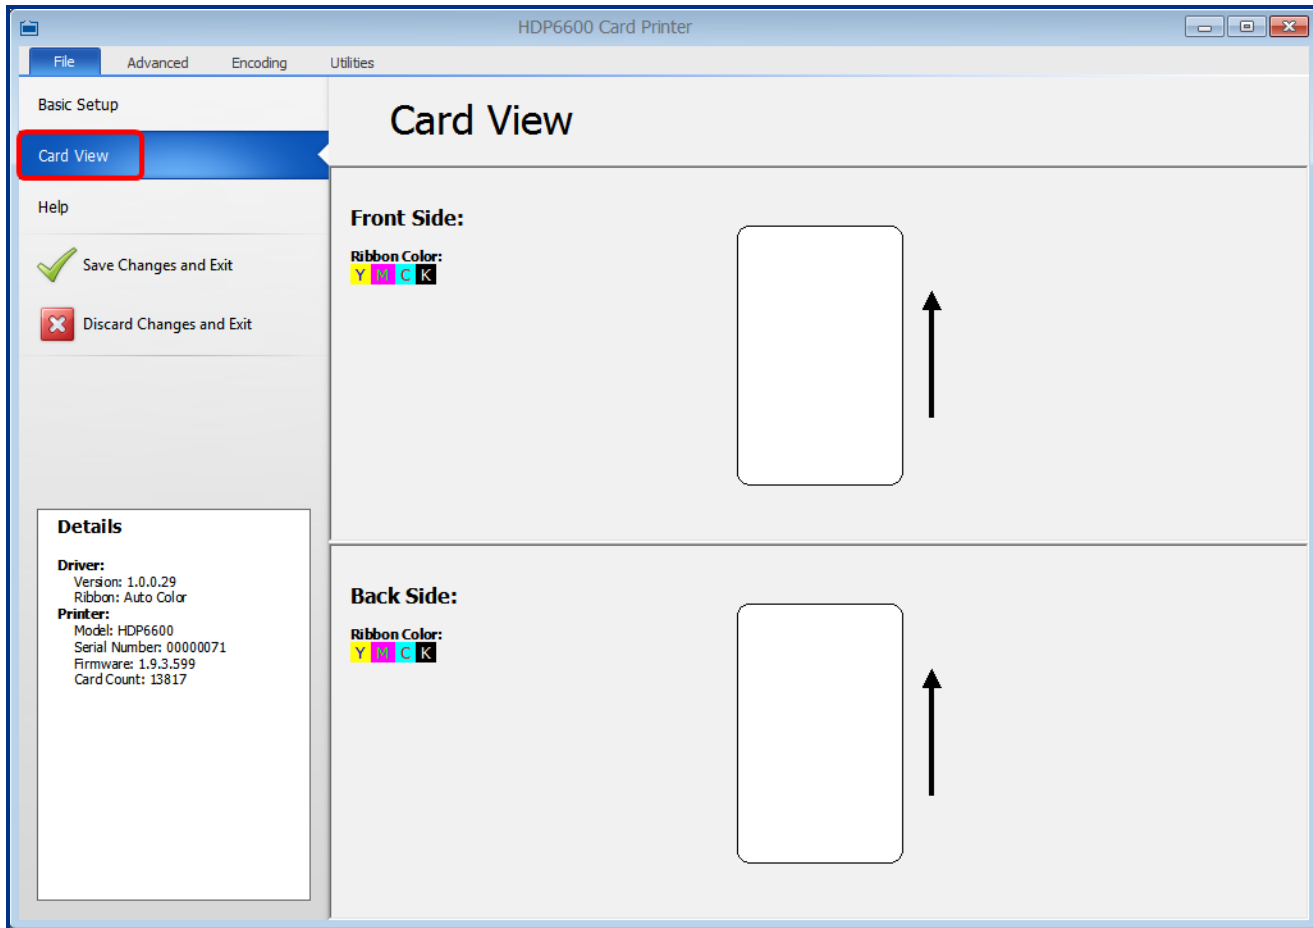 HDP6600 Card Printer
File Advanced Encoding Utilities
Basic Setup
Card View
Help
Save Changes and Exit
Discard Changes and Exit
Details
Driver:
Version: 1.0.0.29
Ribbon: Auto Color
Printer:
Model: HDP6600
Serial Number: 00000071
Firmware: 1.9.3.599
Card Count: 13817
Card View
Front Side:
Ribbon Color:
Y M C K
Back Side:
Ribbon Color:
Y M C K